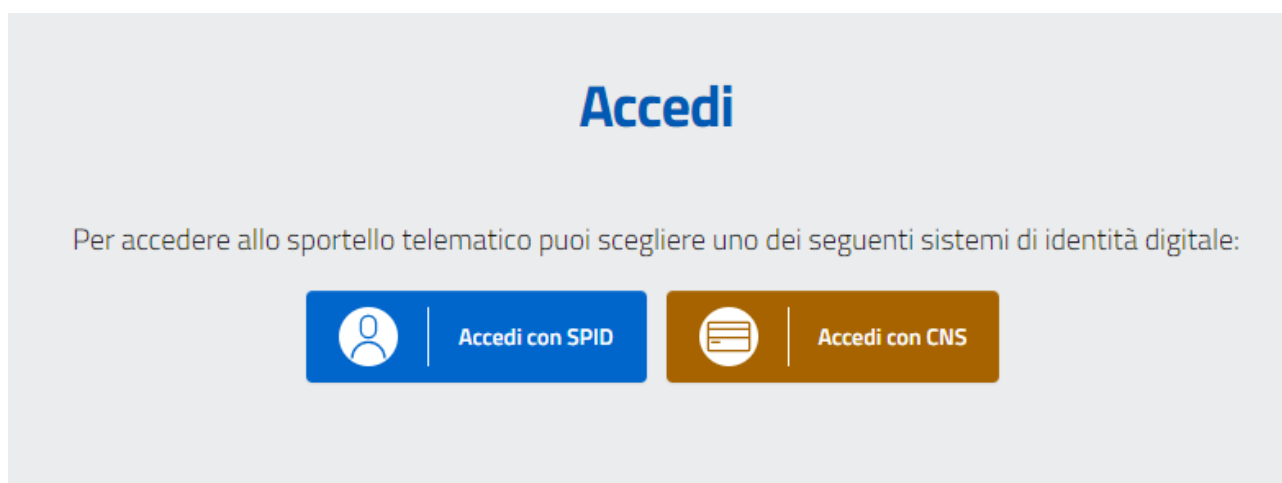 Accedi
Per accedere allo sportello telematico puoi scegliere uno dei seguenti sistemi di identità digitale:
Accedi con SPID
Accedi con CNS